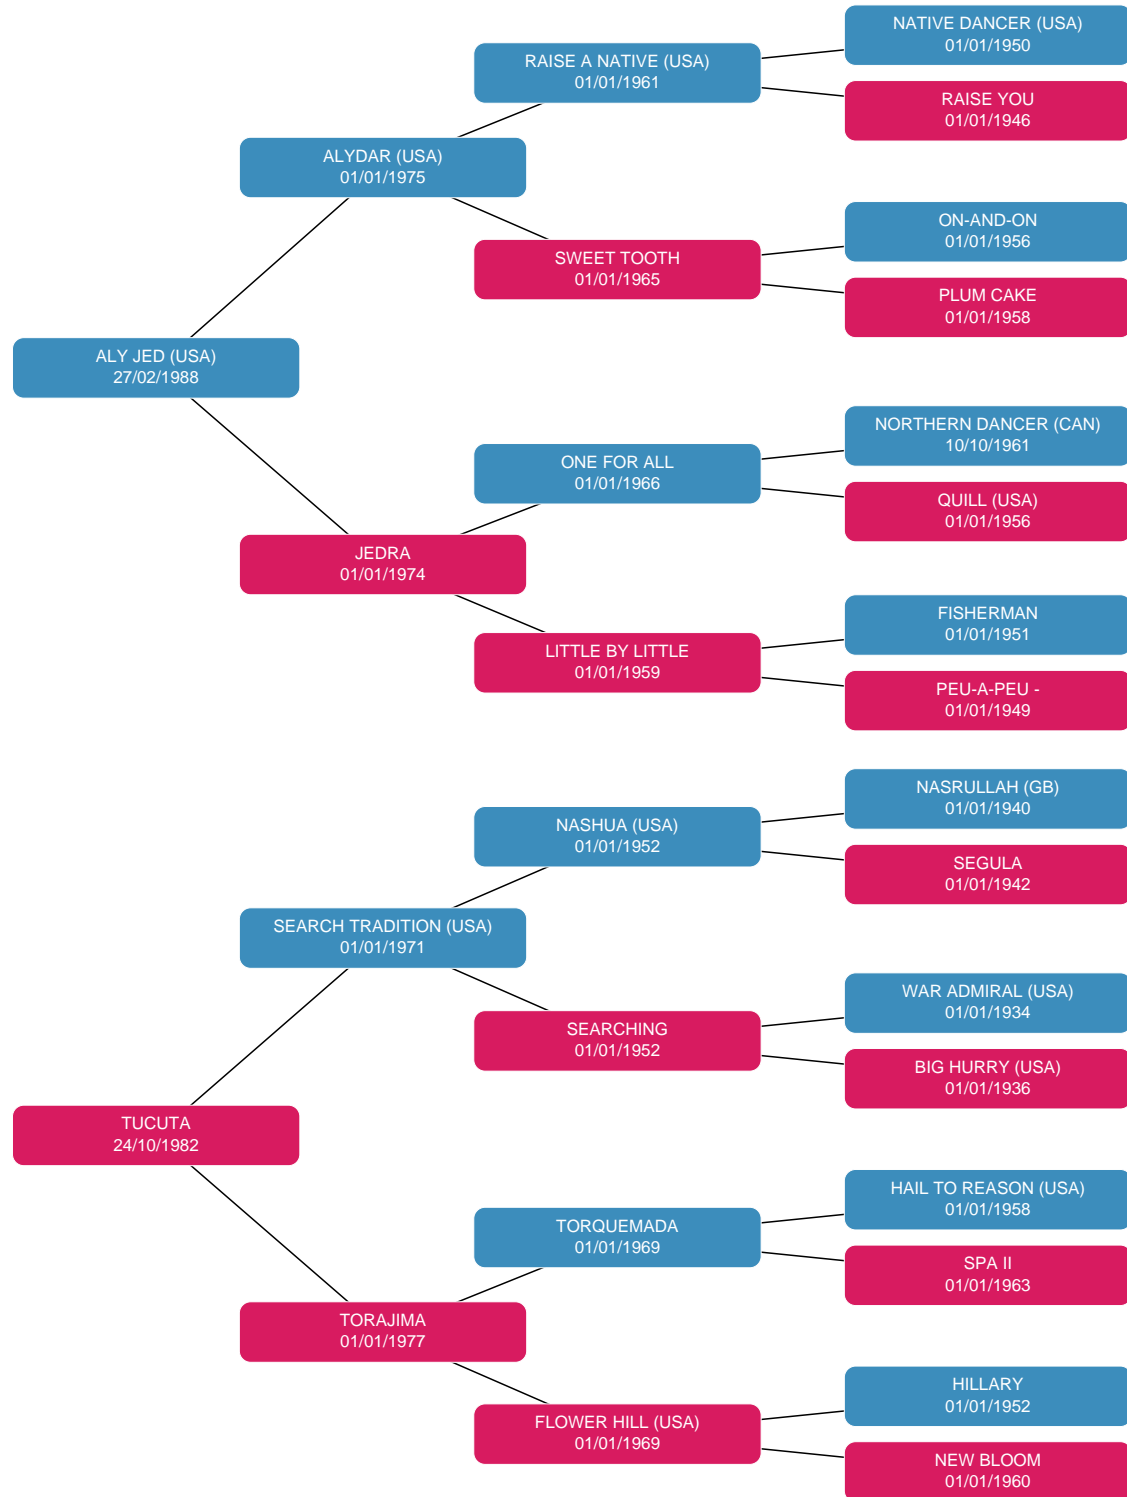 NATIVE DANCER (USA)
01/01/1950
RAISE A NATIVE (USA)
01/01/1961
RAISE YOU
01/01/1946
ALYDAR (USA)
01/01/1975
ON-AND-ON
01/01/1956
SWEET TOOTH
01/01/1965
PLUM CAKE
01/01/1958
ALY JED (USA)
27/02/1988
NORTHERN DANCER (CAN)
10/10/1961
ONE FOR ALL
01/01/1966
QUILL (USA)
01/01/1956
JEDRA
01/01/1974
FISHERMAN
01/01/1951
LITTLE BY LITTLE
01/01/1959
PEU-A-PEU -
01/01/1949
NASRULLAH (GB)
01/01/1940
NASHUA (USA)
01/01/1952
SEGULA
01/01/1942
SEARCH TRADITION (USA)
01/01/1971
WAR ADMIRAL (USA)
01/01/1934
SEARCHING
01/01/1952
BIG HURRY (USA)
01/01/1936
TUCUTA
24/10/1982
HAIL TO REASON (USA)
01/01/1958
TORQUEMADA
01/01/1969
SPA II
01/01/1963
TORAJIMA
01/01/1977
HILLARY
01/01/1952
FLOWER HILL (USA)
01/01/1969
NEW BLOOM
01/01/1960